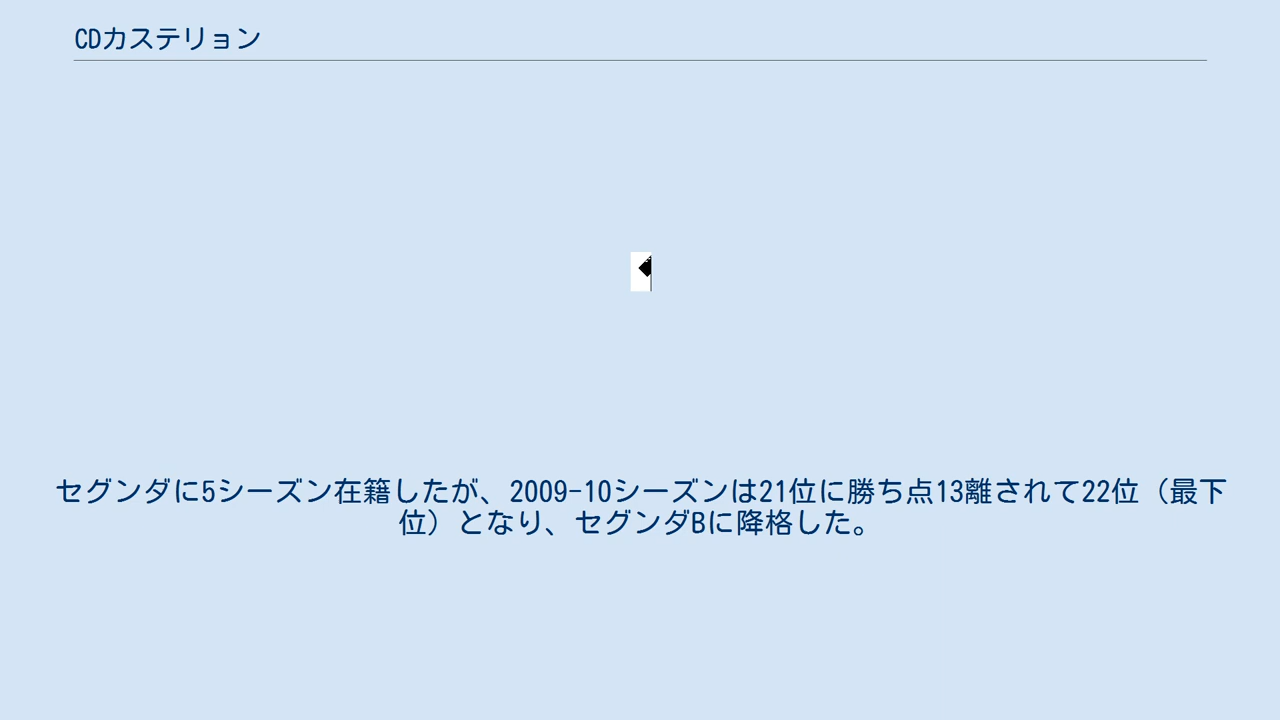 CDカステリョン
セグンダに5シーズン在籍したが、2009-10シーズンは21位に勝ち点13離されて22位（最下
位）となり、セグンダBに降格した。